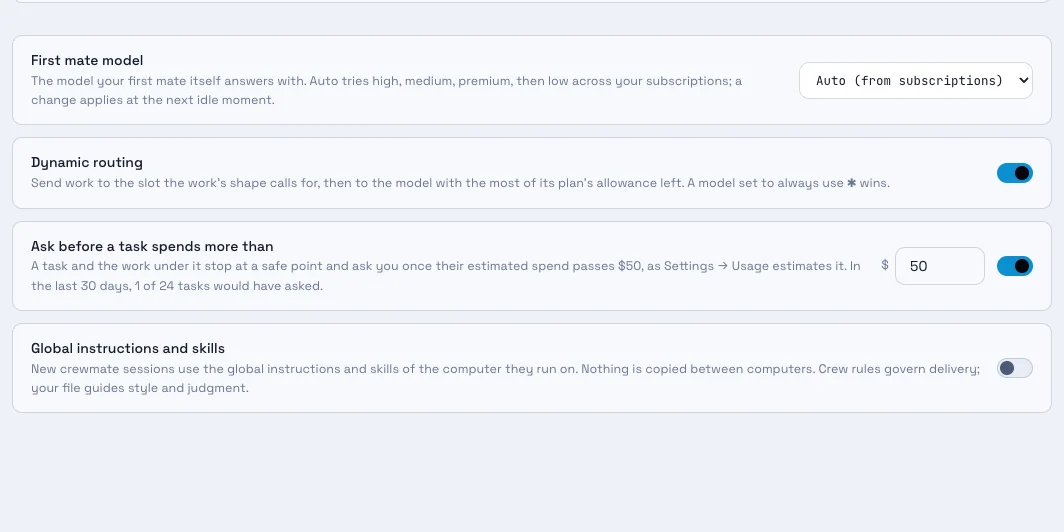 First mate model
The model your first mate itself answers with. Auto tries high, medium, premium, then low across your subscriptions; a
change applies at the next idle moment.
Auto (from subscriptions)
Dynamic routing
Send work to the slot the work's shape calls for, then to the model with the most of its plan's allowance left. A model set to always use ✱ wins.
Ask before a task spends more than
A task and the work under it stop at a safe point and ask you once their estimated spend passes $50, as Settings → Usage estimates it. In
the last 30 days, 1 of 24 tasks would have asked.
$ 50
Global instructions and skills
New crewmate sessions use the global instructions and skills of the computer they run on. Nothing is copied between computers. Crew rules govern delivery;
your file guides style and judgment.